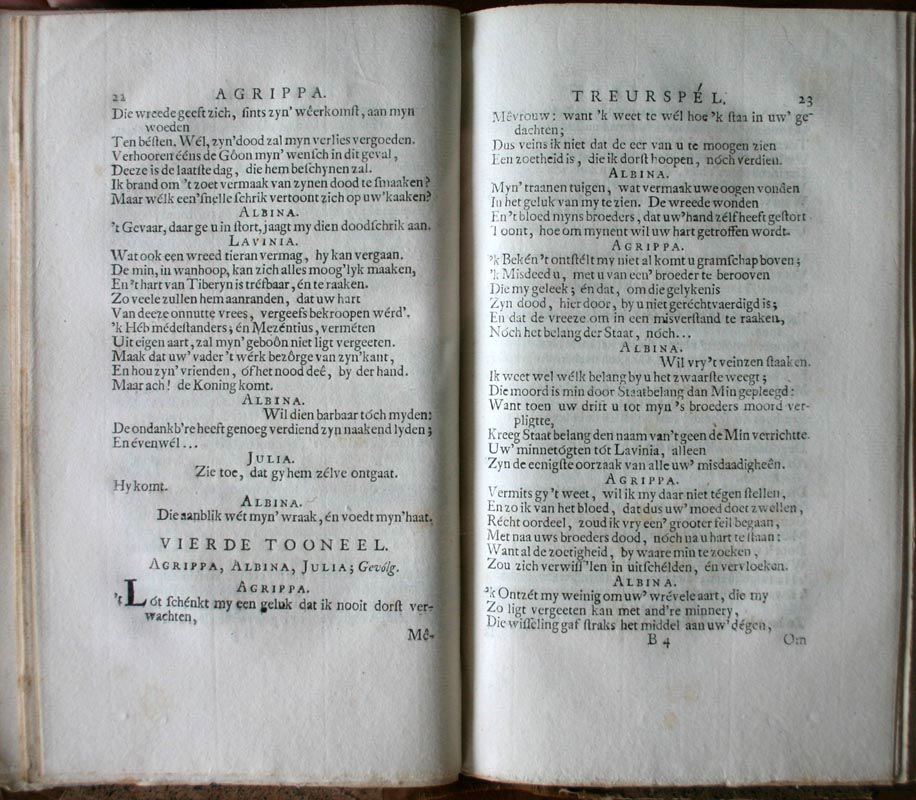 22 AGRIPPA.
Die wreede geeft zich, ſints zyn' wêerkomſt, aan myn
woeden
Ten béſten. Wél, zyn' dood zal myn verlies vergoeden.
Verhooren ééns de Gôon myn' wenſch in dit geval,
Deeze is de laatſte dag, die hem beſchynen zal.
Ik brand om 't zoet vermaak van zynen dood te ſmaaken?
Maar wélk een' ſnelle ſchrik vertoont zich op uw' kaaken?
ALBINA.
't Gevaar, daar ge u in ſtort, jaagt my dien doodſchrik aan.
LAVINIA.
Wat ook een wreed tieran vermag, hy kan vergaan.
De min, in wanhoop, kan zich alles moog'lyk maaken,
En 't hart van Tiberyn is tréfbaar, én te raaken.
Zo veele zullen hem aanranden, dat uw hart
Van deeze onnutte vrees, vergeefs bekroopen wérd'.
'k Héb médeſtanders; én Mezéntius, verméten
Uit eigen aart, zal myn' geboôn niet ligt vergeeten.
Maak dat uw' vader 't wérk bezôrge van zyn' kant,
En hou zyn' vrienden, óf het nood deê, by der hand.
Maar ach! de Koning komt.
ALBINA.
Wil dien barbaar tóch myden:
De ondankb're heeft genoeg verdiend zyn naakend lyden;
En évenwél...
JULIA.
Zie toe, dat gy hem zélve ontgaat.
Hy komt.
ALBINA.
Die aanblik wét myn' wraak, én voedt myn' haat.
VIERDE TOONEEL.
AGRIPPA, ALBINA, JULIA; Gevólg.
AGRIPPA.
't Lót ſchénkt my een geluk dat ik nooit dorſt ver-
wachten,
Mê-
TREURSPÉL. 23
Mêvrouw: want 'k weet te wél hoe 'k ſtaa in uw' ge-
dachten;
Dus veins ik niet dat de eer van u te moogen zien
Een zoetheid is, die ik dorſt hoopen, nóch verdien.
ALBINA.
Myn' traanen tuigen, wat vermaak uwe oogen vonden
In het geluk van my te zien. De wreede wonden
En 't bloed myns broeders, dat uw' hand zélf heeft geſtort
Toont, hoe om mynent wil uw hart getroffen wordt.
AGRIPPA.
'k Bekén 't ontſtélt my niet al komt u gramſchap boven;
'k Misdeed u, met u van een' broeder te berooven
Die my geleek; én dat, om die gelykenis
Zyn dood, hier door, by u niet geréchtvaerdigd is;
En dat de vreeze om in een misverſtand te raaken,
Nóch het belang der Staat, nóch...
ALBINA.
Wil vry 't veinzen ſtaaken.
Ik weet wel wélk belang by u het zwaarſte weegt;
Die moord is min door Staatbelang dan Min gepleegd:
Want toen uw drift u tot myn 's broeders moord ver-
pligtte,
Kreeg Staatbelang den naam van 't geen de Min verrichtte.
Uw' minnetógten tót Lavinia, alleen
Zyn de eenigſte oorzaak van alle uw' misdaadigheên.
AGRIPPA.
Vermits gy 't weet, wil ik my daar niet tégen ſtellen,
En zo ik van het bloed, dat dus uw' moed doet zwellen,
Récht oordeel, zoud ik vry een' grooter feil begaan,
Met naa uws broeders dood, nóch na u hart te ſtaan:
Want al de zoetigheid, by waare min te zoeken,
Zou zich verwiſſ'len in uitſchélden, én vervloeken.
ALBINA.
'k Ontzét my weinig om uw' wrévele aart, die my
Zo ligt vergeeten kan met and're minnery,
Die wiſſeling gaf ſtraks het middel aan uw' dégen,
B 4 Om